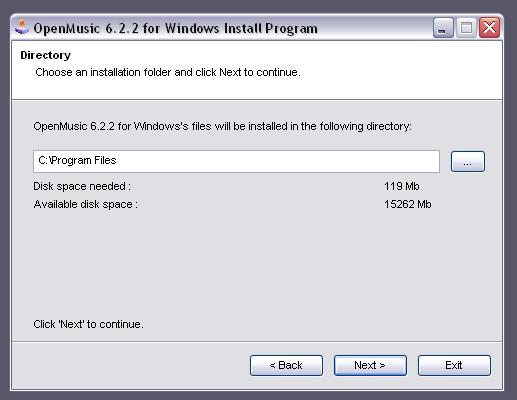 OpenMusic 6.2.2 for Windows Install Program
Directory
Choose an installation folder and click Next to continue.
OpenMusic 6.2.2 for Windows's files will be installed in the following directory:
C:\Program Files
...
Disk space needed : 119 Mb
Available disk space : 15262 Mb
Click 'Next' to continue.
< Back Next > Exit